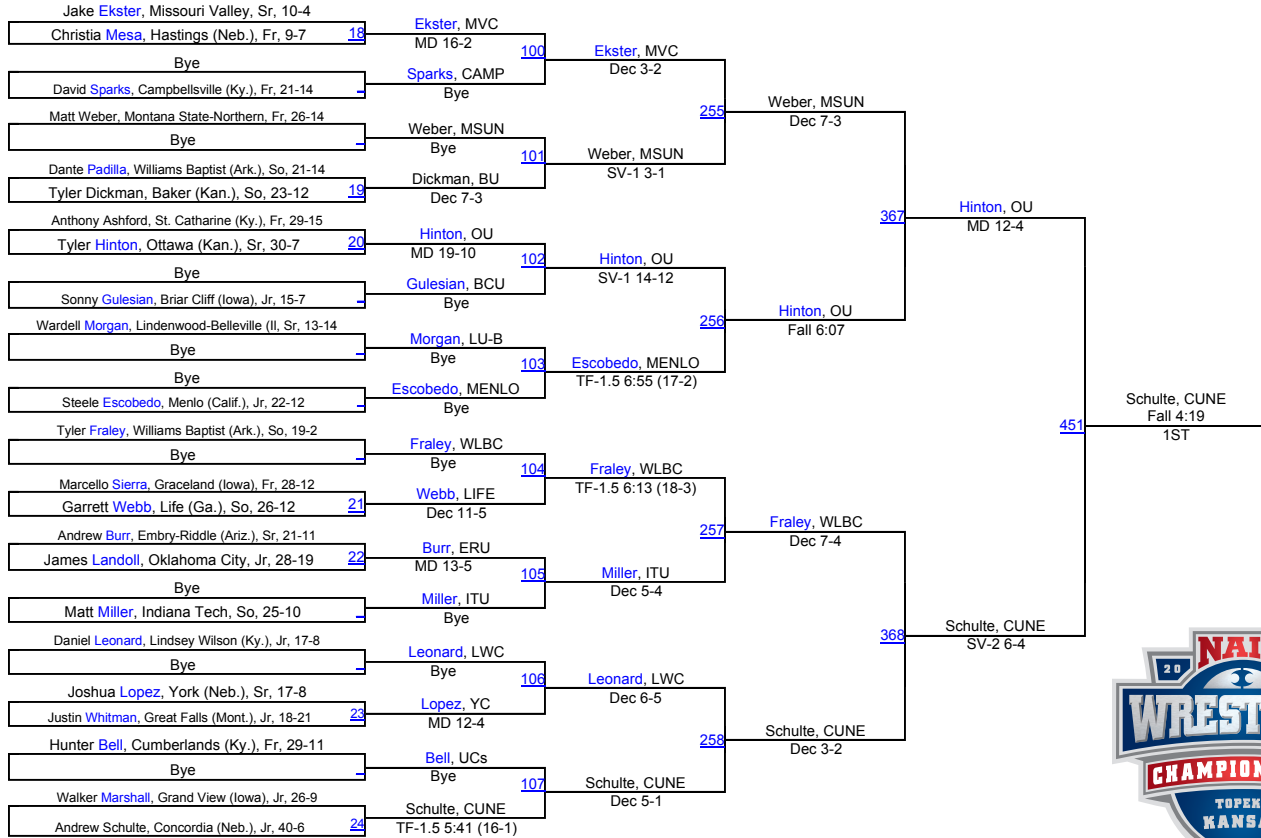 Jake Ekster, Missouri Valley, Sr, 10-4
Christia Mesa, Hastings (Neb.), Fr, 9-7
18
Bye
David Sparks, Campbellsville (Ky.), Fr, 21-14
Matt Weber, Montana State-Northern, Fr, 26-14
Bye
Dante Padilla, Williams Baptist (Ark.), So, 21-14
Tyler Dickman, Baker (Kan.), So, 23-12
19
Anthony Ashford, St. Catharine (Ky.), Fr, 29-15
Tyler Hinton, Ottawa (Kan.), Sr, 30-7
20
Bye
Sonny Gulesian, Briar Cliff (Iowa), Jr, 15-7
Wardell Morgan, Lindenwood-Belleville (Il, Sr, 13-14
Bye
Bye
Steele Escobedo, Menlo (Calif.), Jr, 22-12
Tyler Fraley, Williams Baptist (Ark.), So, 19-2
Bye
Marcello Sierra, Graceland (Iowa), Fr, 28-12
Garrett Webb, Life (Ga.), So, 26-12
21
Andrew Burr, Embry-Riddle (Ariz.), Sr, 21-11
James Landoll, Oklahoma City, Jr, 28-19
22
Bye
Matt Miller, Indiana Tech, So, 25-10
Daniel Leonard, Lindsey Wilson (Ky.), Jr, 17-8
Bye
Joshua Lopez, York (Neb.), Sr, 17-8
Justin Whitman, Great Falls (Mont.), Jr, 18-21
23
Hunter Bell, Cumberlands (Ky.), Fr, 29-11
Bye
Walker Marshall, Grand View (Iowa), Jr, 26-9
Andrew Schulte, Concordia (Neb.), Jr, 40-6
24
Ekster, MVC
MD 16-2
100
Sparks, CAMP
Bye
Weber, MSUN
Bye
101
Dickman, BU
Dec 7-3
Hinton, OU
MD 19-10
102
Gulesian, BCU
Bye
Morgan, LU-B
Bye
103
Escobedo, MENLO
Bye
Fraley, WLBC
Bye
104
Webb, LIFE
Dec 11-5
Burr, ERU
MD 13-5
105
Miller, ITU
Bye
Leonard, LWC
Bye
106
Lopez, YC
MD 12-4
Bell, UCs
Bye
107
Schulte, CUNE
TF-1.5 5:41 (16-1)
Ekster, MVC
Dec 3-2
255
Weber, MSUN
SV-1 3-1
Hinton, OU
SV-1 14-12
256
Escobedo, MENLO
TF-1.5 6:55 (17-2)
Fraley, WLBC
TF-1.5 6:13 (18-3)
257
Miller, ITU
Dec 5-4
Leonard, LWC
Dec 6-5
258
Schulte, CUNE
Dec 5-1
Weber, MSUN
Dec 7-3
367
Hinton, OU
Fall 6:07
Fraley, WLBC
Dec 7-4
368
Schulte, CUNE
Dec 3-2
Hinton, OU
MD 12-4
451
Schulte, CUNE
SV-2 6-4
Schulte, CUNE
Fall 4:19
1ST
20